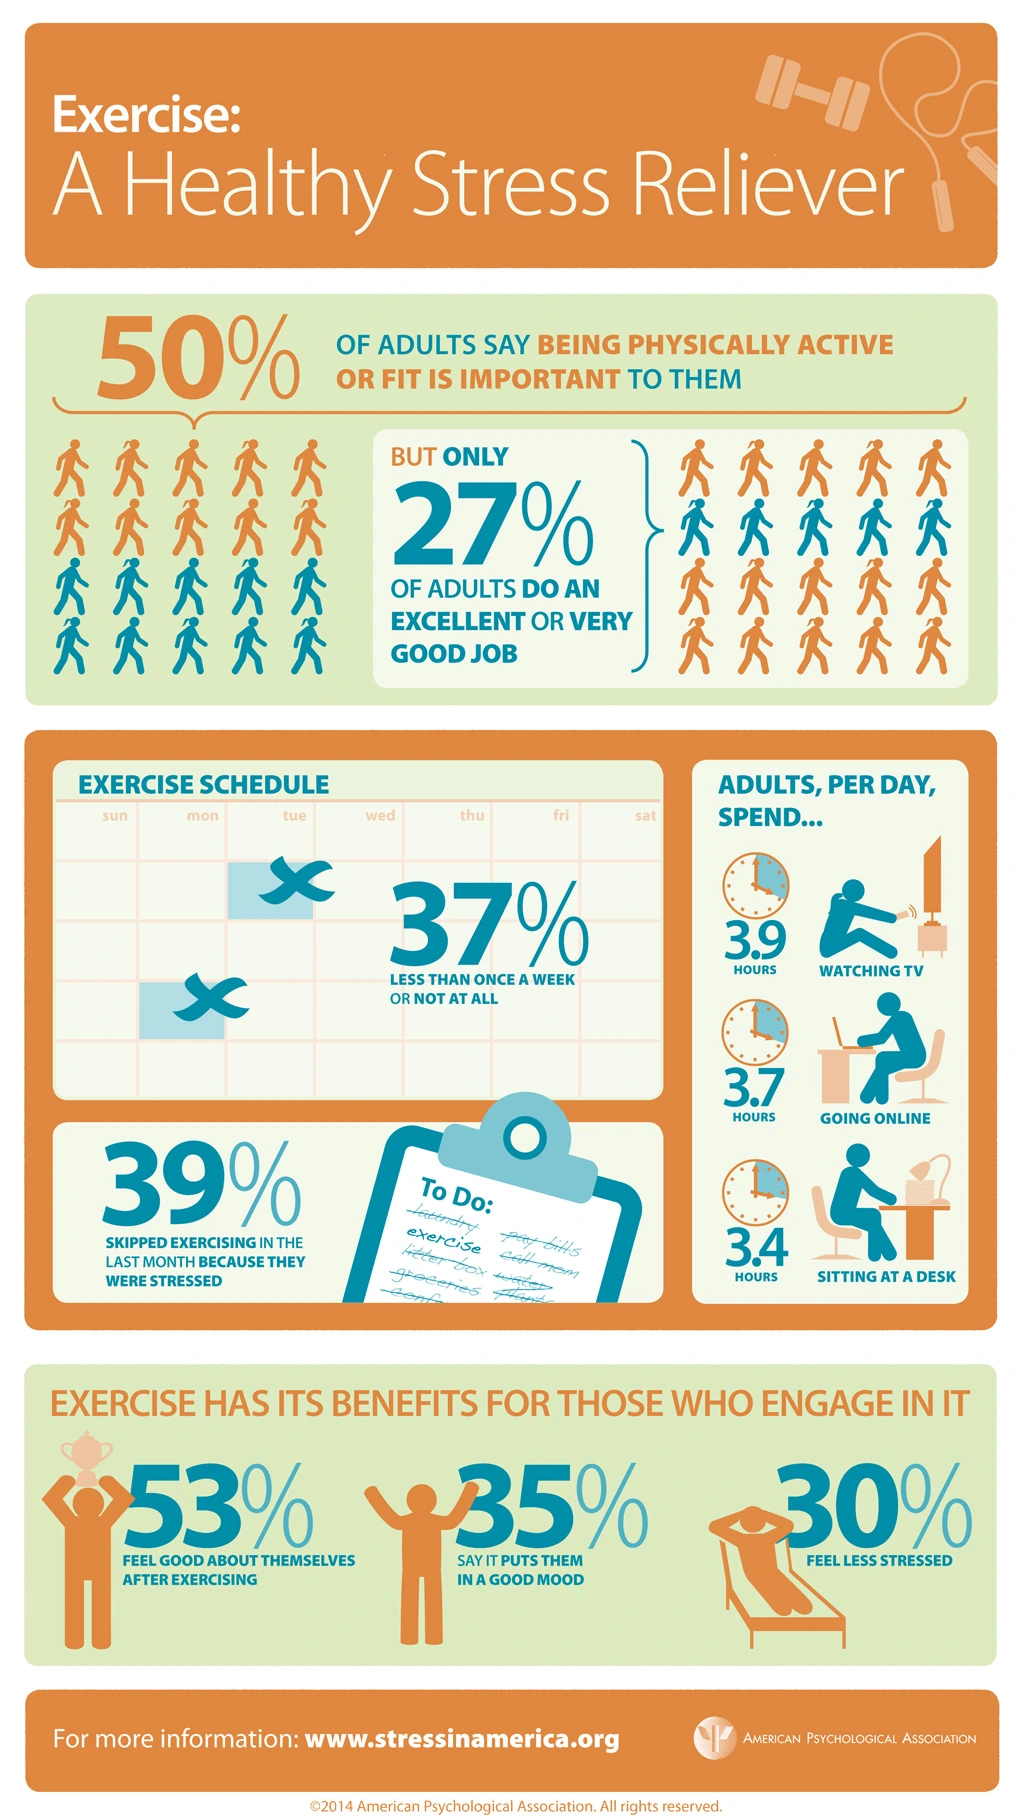 Exercise:
A Healthy Stress Reliever
50%
OF ADULTS SAY BEING PHYSICALLY ACTIVE
OR FIT IS IMPORTANT TO THEM
BUT ONLY
27%
OF ADULTS DO AN
EXCELLENT OR VERY
GOOD JOB
EXERCISE SCHEDULE
sun mon tue wed thu fri sat
37%
LESS THAN ONCE A WEEK
OR NOT AT ALL
39%
SKIPPED EXERCISING IN THE
LAST MONTH BECAUSE THEY
WERE STRESSED
To Do:
laundry
exercise
litter box
groceries
pay bills
call mom
water
plants
ADULTS, PER DAY,
SPEND...
3.9
HOURS
WATCHING TV
3.7
HOURS
GOING ONLINE
3.4
HOURS
SITTING AT A DESK
EXERCISE HAS ITS BENEFITS FOR THOSE WHO ENGAGE IN IT
53%
FEEL GOOD ABOUT THEMSELVES
AFTER EXERCISING
35%
SAY IT PUTS THEM
IN A GOOD MOOD
30%
FEEL LESS STRESSED
For more information: www.stressinamerica.org
AMERICAN PSYCHOLOGICAL ASSOCIATION
©2014 American Psychological Association. All rights reserved.